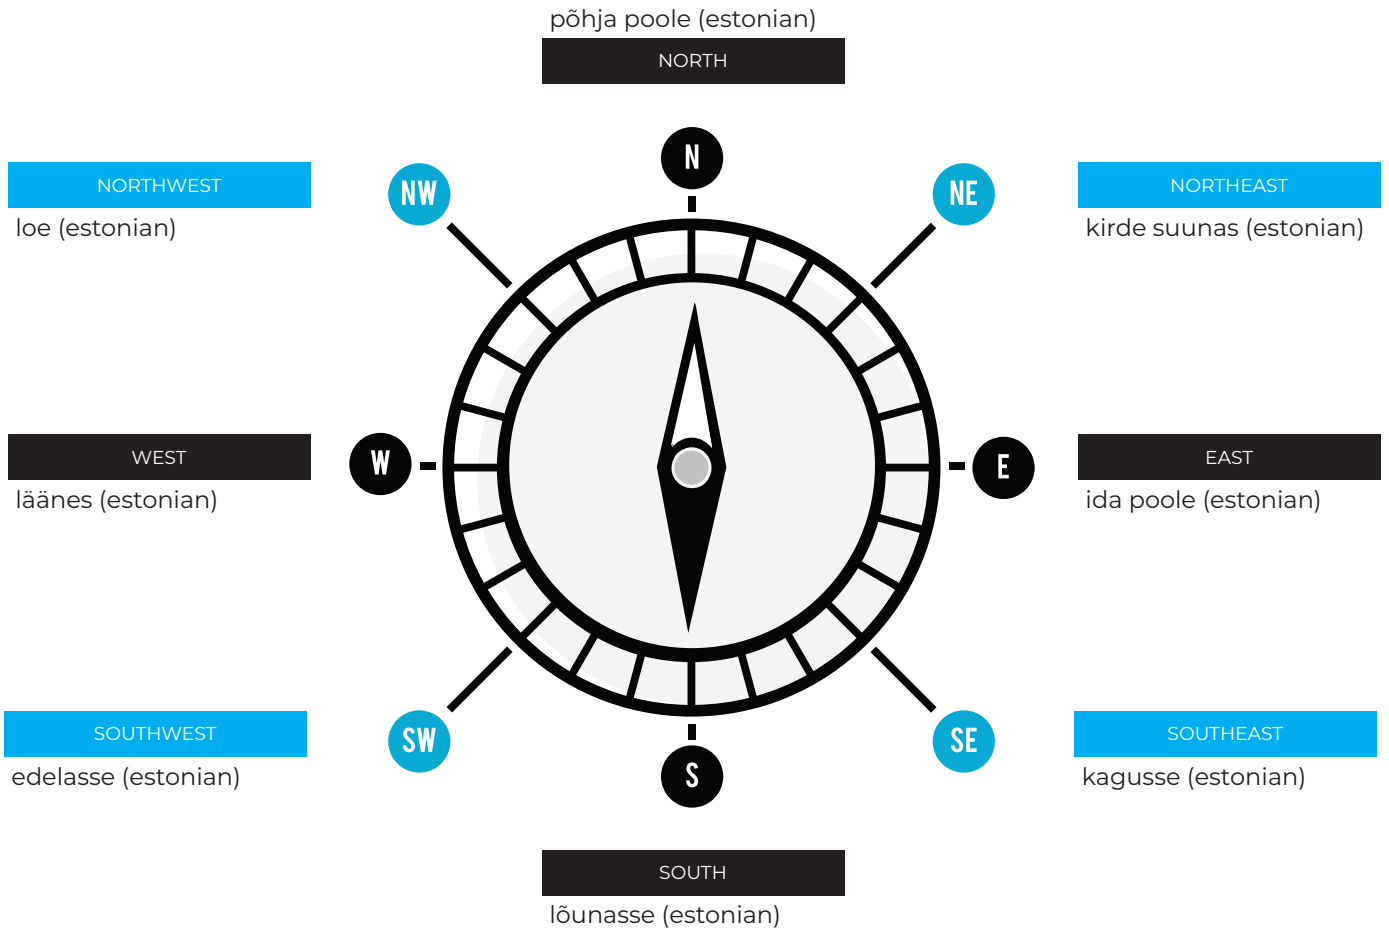 põhja poole (estonian)
NORTH
N
NORTHWEST
loe (estonian)
NW
NE
NORTHEAST
kirde suunas (estonian)
WEST
läänes (estonian)
W
E
EAST
ida poole (estonian)
SOUTHWEST
edelasse (estonian)
SW
SE
SOUTHEAST
kagusse (estonian)
S
SOUTH
lõunasse (estonian)